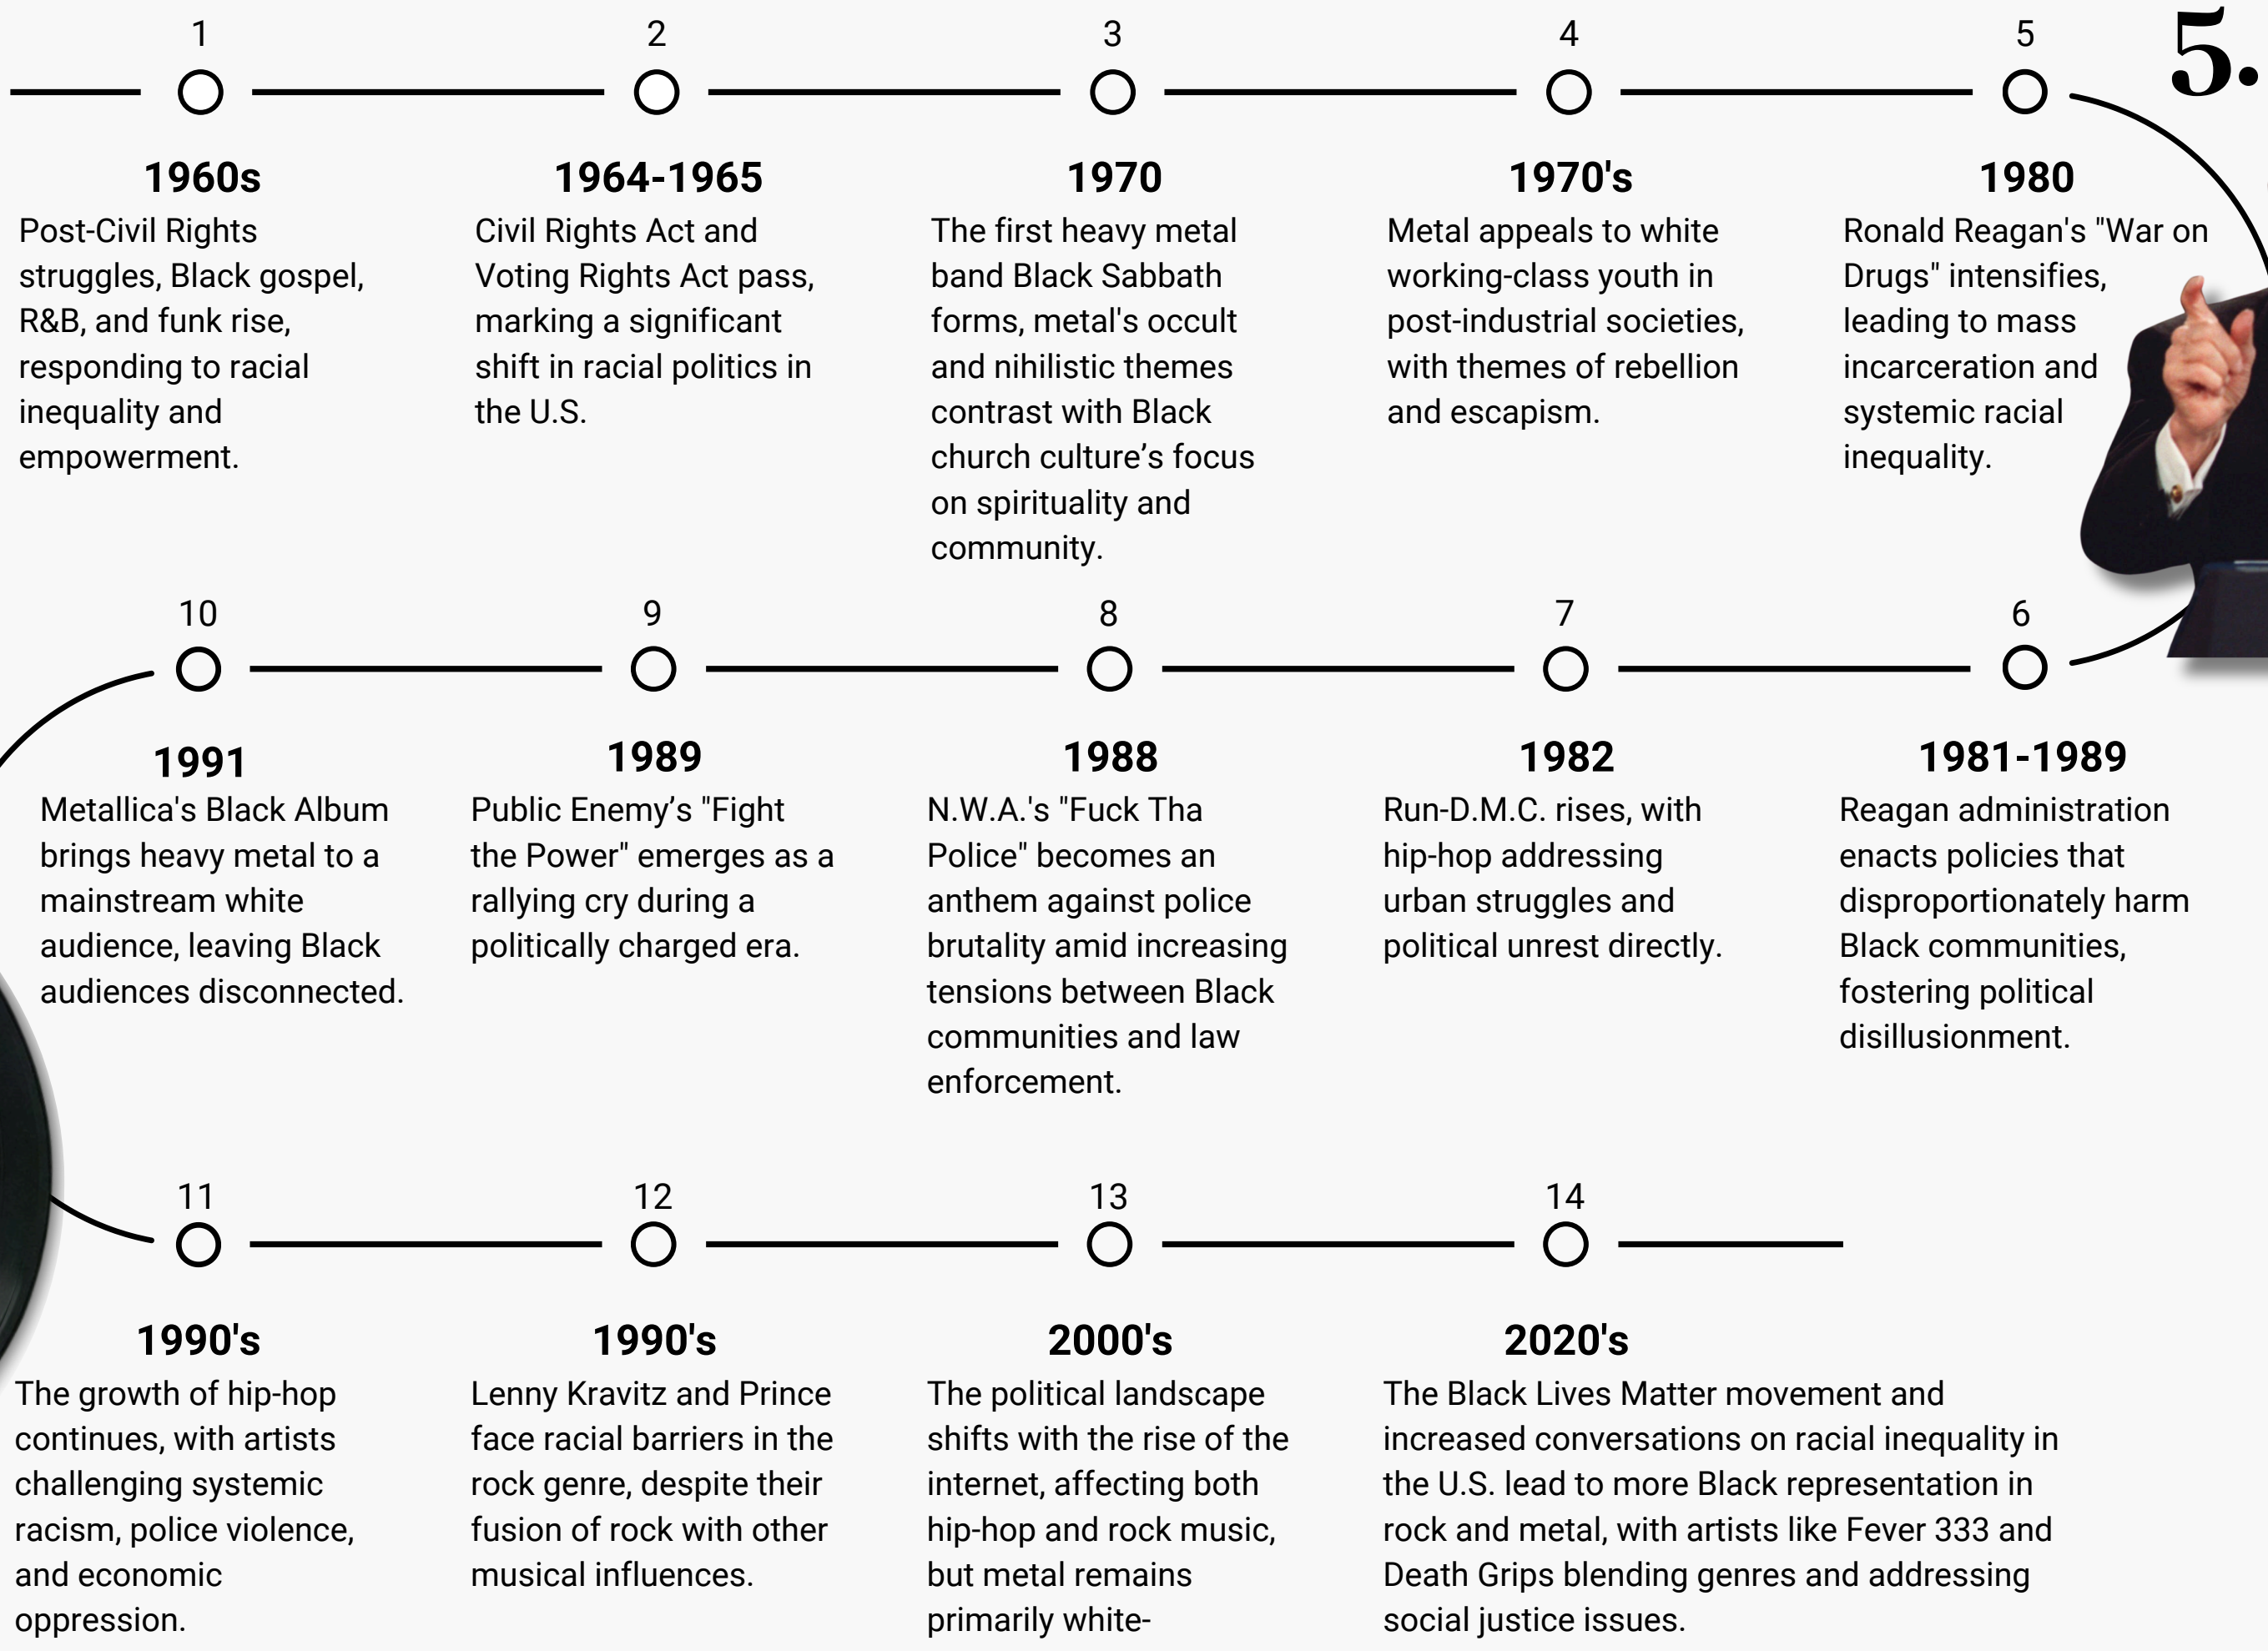 1
2
3
4
5
5.
1960s
Post-Civil Rights
struggles, Black gospel,
R&B, and funk rise,
responding to racial
inequality and
empowerment.
1964-1965
Civil Rights Act and
Voting Rights Act pass,
marking a significant
shift in racial politics in
the U.S.
1970
The first heavy metal
band Black Sabbath
forms, metal's occult
and nihilistic themes
contrast with Black
church culture’s focus
on spirituality and
community.
1970's
Metal appeals to white
working-class youth in
post-industrial societies,
with themes of rebellion
and escapism.
1980
Ronald Reagan's "War on
Drugs" intensifies,
leading to mass
incarceration and
systemic racial
inequality.
6
1981-1989
Reagan administration
enacts policies that
disproportionately harm
Black communities,
fostering political
disillusionment.
7
1982
Run-D.M.C. rises, with
hip-hop addressing
urban struggles and
political unrest directly.
8
1988
N.W.A.'s "Fuck Tha
Police" becomes an
anthem against police
brutality amid increasing
tensions between Black
communities and law
enforcement.
9
1989
Public Enemy’s "Fight
the Power" emerges as a
rallying cry during a
politically charged era.
10
1991
Metallica's Black Album
brings heavy metal to a
mainstream white
audience, leaving Black
audiences disconnected.
11
1990's
The growth of hip-hop
continues, with artists
challenging systemic
racism, police violence,
and economic
oppression.
12
1990's
Lenny Kravitz and Prince
face racial barriers in the
rock genre, despite their
fusion of rock with other
musical influences.
13
2000's
The political landscape
shifts with the rise of the
internet, affecting both
hip-hop and rock music,
but metal remains
primarily white-
14
2020's
The Black Lives Matter movement and
increased conversations on racial inequality in
the U.S. lead to more Black representation in
rock and metal, with artists like Fever 333 and
Death Grips blending genres and addressing
social justice issues.